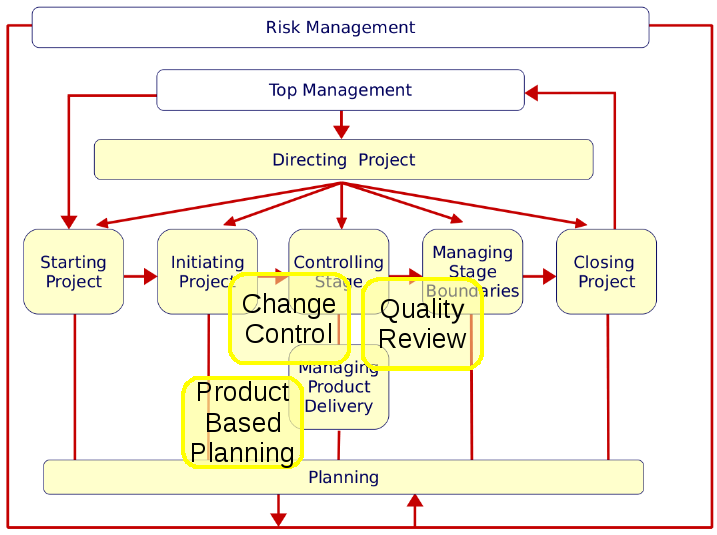 Risk Management
Top Management
Directing Project
Starting
Project
Initiating
Project
Controlling
Stage
Managing
Stage
Boundaries
Closing
Project
Change
Control
Quality
Review
Managing
Product
Delivery
Product
Based
Planning
Planning